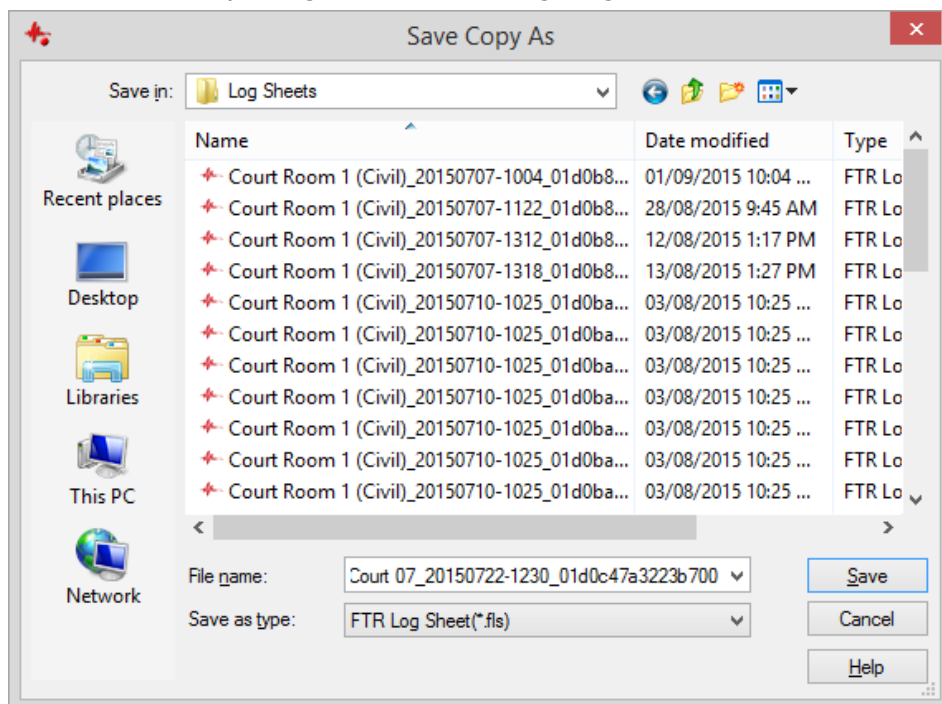 Save Copy As
Save in: Log Sheets
Name Date modified Type
Court Room 1 (Civil)_20150707-1004_01d0b8... 01/09/2015 10:04 ... FTR Lo
Court Room 1 (Civil)_20150707-1122_01d0b8... 28/08/2015 9:45 AM FTR Lo
Court Room 1 (Civil)_20150707-1312_01d0b8... 12/08/2015 1:17 PM FTR Lo
Court Room 1 (Civil)_20150707-1318_01d0b8... 13/08/2015 1:27 PM FTR Lo
Court Room 1 (Civil)_20150710-1025_01d0ba... 03/08/2015 10:25 ... FTR Lo
Court Room 1 (Civil)_20150710-1025_01d0ba... 03/08/2015 10:25 ... FTR Lo
Court Room 1 (Civil)_20150710-1025_01d0ba... 03/08/2015 10:25 ... FTR Lo
Court Room 1 (Civil)_20150710-1025_01d0ba... 03/08/2015 10:25 ... FTR Lo
Court Room 1 (Civil)_20150710-1025_01d0ba... 03/08/2015 10:25 ... FTR Lo
Court Room 1 (Civil)_20150710-1025_01d0ba... 03/08/2015 10:25 ... FTR Lo
Court Room 1 (Civil)_20150710-1025_01d0ba... 03/08/2015 10:25 ... FTR Lo
Recent places
Desktop
Libraries
This PC
Network
File name: Court 07_20150722-1230_01d0c47a3223b700 Save
Save as type: FTR Log Sheet(*.fls) Cancel
Help